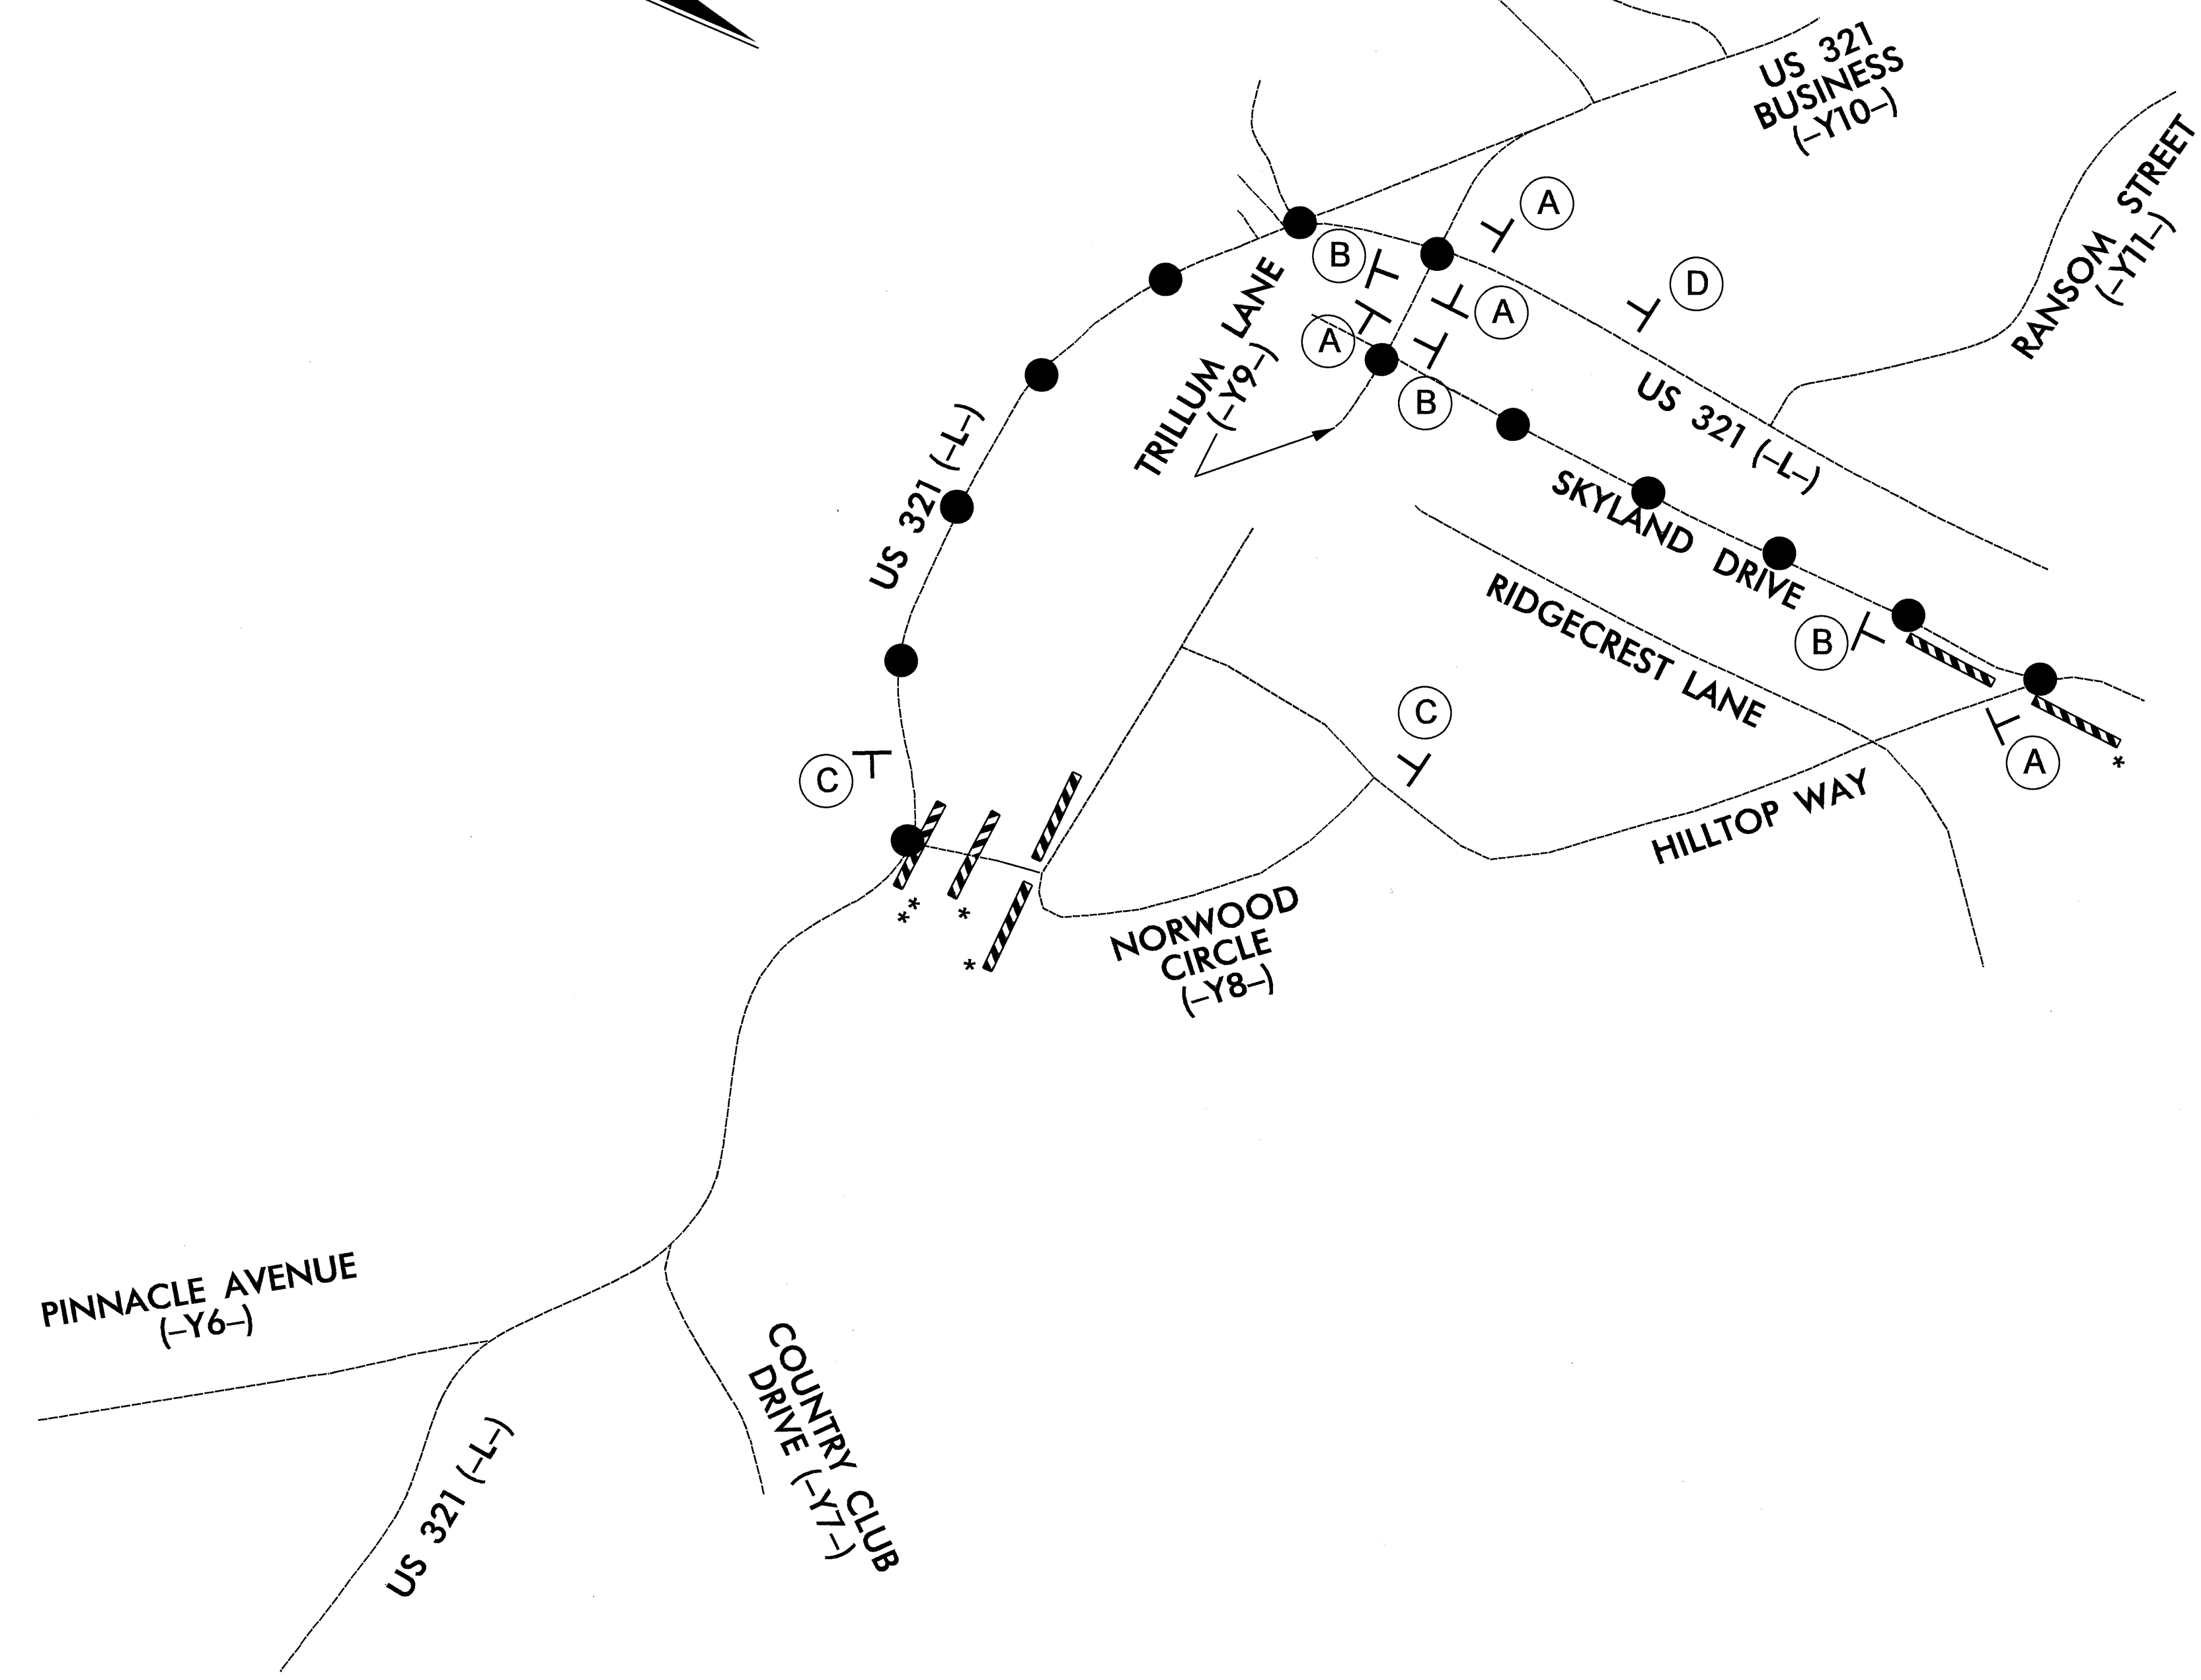 US 321
BUSINESS
(–Y10–)
RANSOM STREET
(–Y11–)
A
B
D
A
A
B
TRILLUM LANE
(–Y9–)
US 321 (–L–)
US 321 (–L–)
SKYLAND DRIVE
RIDGECREST LANE
B
C
C
A
*
HILLTOP WAY
* *
*
*
NORWOOD
CIRCLE
(–Y8–)
PINNACLE AVENUE
(–Y6–)
COUNTRY CLUB
DRIVE (–Y7–)
US 321 (–L–)